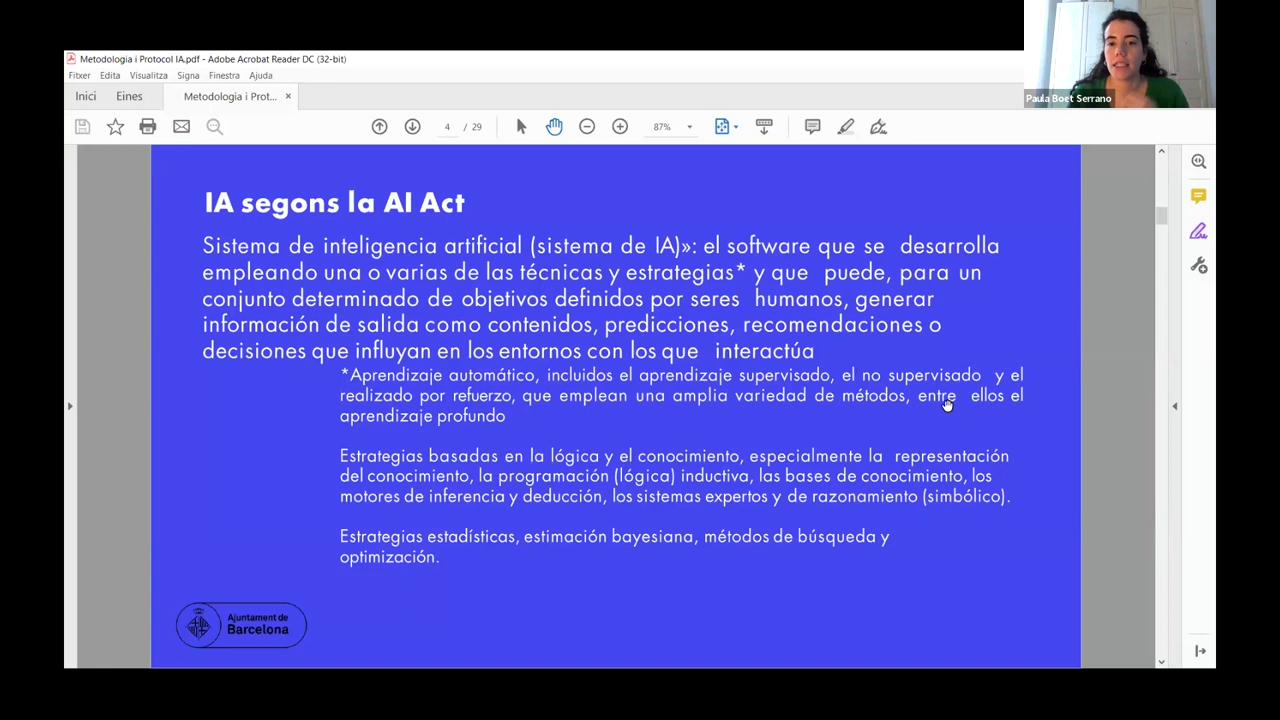 Metodologia i Protocol IA.pdf - Adobe Acrobat Reader DC (32-bit)
Fitxer Edita Visualitza Signa Finestra Ajuda
Inici Eines Metodologia i Prot... ×
4 / 29 87%
Paula Boet Serrano
IA segons la AI Act
Sistema de inteligencia artificial (sistema de IA)»: el software que se desarrolla
empleando una o varias de las técnicas y estrategias* y que puede, para un
conjunto determinado de objetivos definidos por seres humanos, generar
información de salida como contenidos, predicciones, recomendaciones o
decisiones que influyan en los entornos con los que interactúa
*Aprendizaje automático, incluidos el aprendizaje supervisado, el no supervisado y el
realizado por refuerzo, que emplean una amplia variedad de métodos, entre ellos el
aprendizaje profundo
Estrategias basadas en la lógica y el conocimiento, especialmente la representación
del conocimiento, la programación (lógica) inductiva, las bases de conocimiento, los
motores de inferencia y deducción, los sistemas expertos y de razonamiento (simbólico).
Estrategias estadísticas, estimación bayesiana, métodos de búsqueda y
optimización.
Ajuntament de
Barcelona